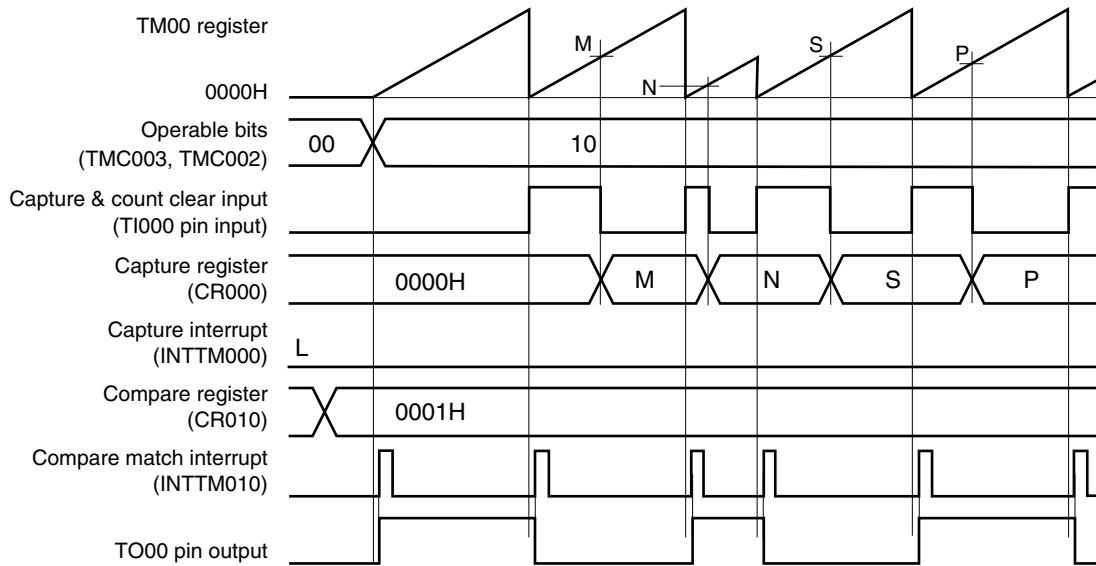 TM00 register
M
S
P
N
0000H
Operable bits
(TMC003, TMC002)
00
10
Capture & count clear input
(TI000 pin input)
Capture register
(CR000)
0000H
M
N
S
P
Capture interrupt
(INTTM000)
L
Compare register
(CR010)
0001H
Compare match interrupt
(INTTM010)
TO00 pin output